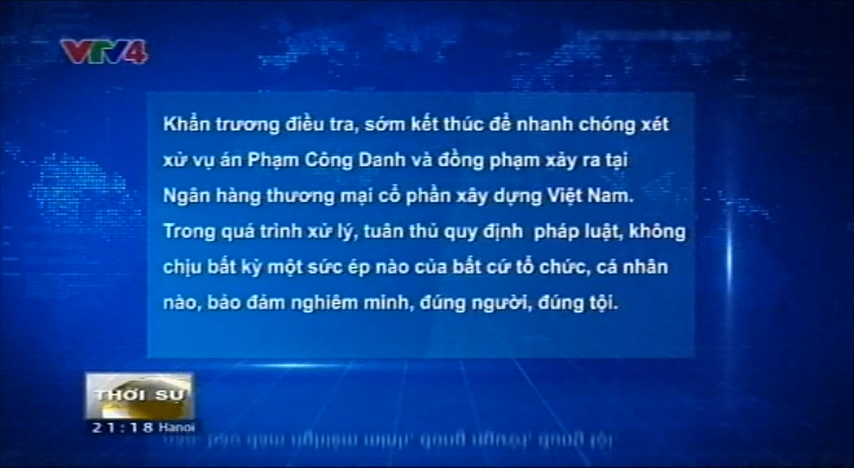 VTV4
Khẩn trương điều tra, sớm kết thúc để nhanh chóng xét
xử vụ án Phạm Công Danh và đồng phạm xảy ra tại
Ngân hàng thương mại cổ phần xây dựng Việt Nam.
Trong quá trình xử lý, tuân thủ quy định pháp luật, không
chịu bất kỳ một sức ép nào của bất cứ tổ chức, cá nhân
nào, bảo đảm nghiêm minh, đúng người, đúng tội.
THỜI SỰ
21:18 Hanoi